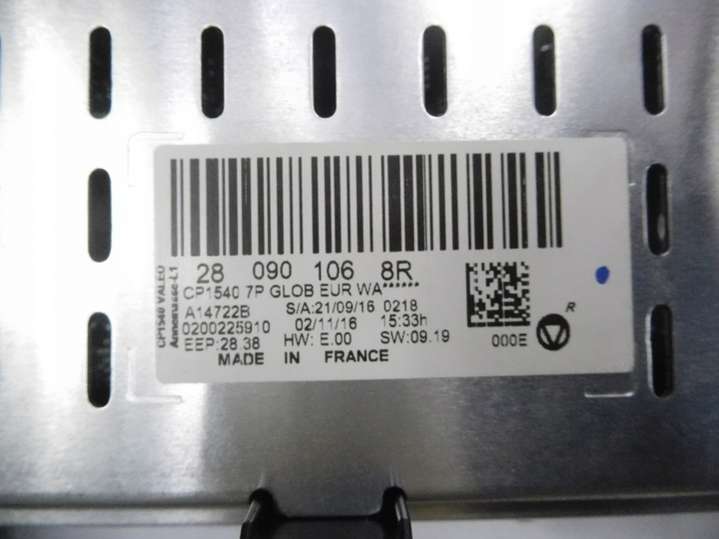 28 090 106 8R
CP1540 7P GLOB EUR WA******
A14722B S/A:21/09/16 0218
0200225910 02/11/16 15:33h
EEP:28.38 HW: E.00 SW:09.19 000E
MADE IN FRANCE
R
CP1540 VALEO